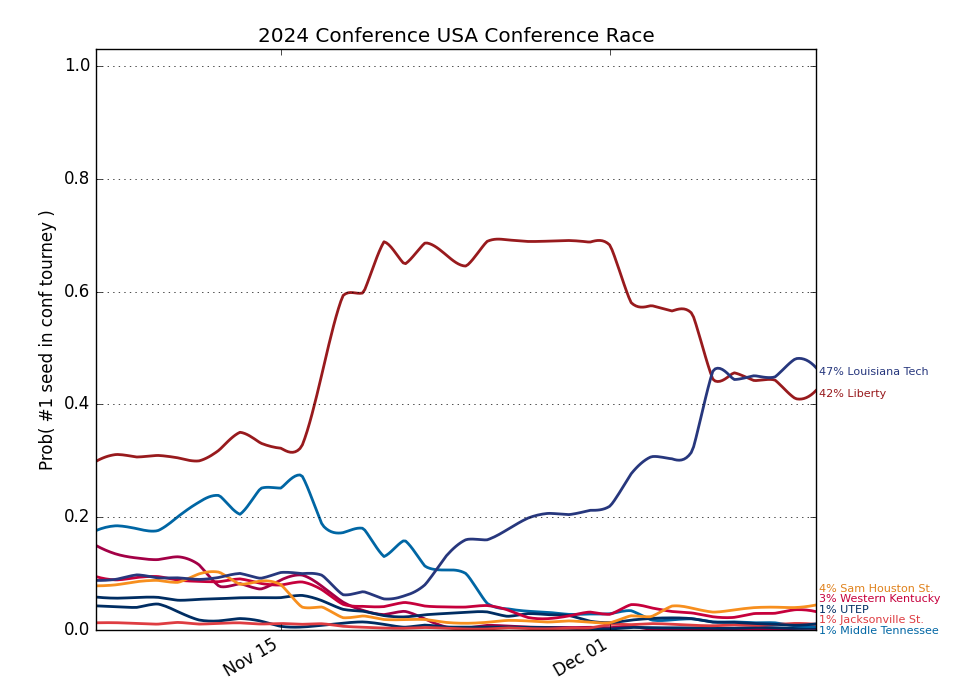 2024 Conference USA Conference Race
Prob( #1 seed in conf tourney )
1.0
0.8
0.6
0.4
0.2
0.0
Nov 15
Dec 01
47% Louisiana Tech
42% Liberty
4% Sam Houston St.
3% Western Kentucky
1% UTEP
1% Jacksonville St.
1% Middle Tennessee